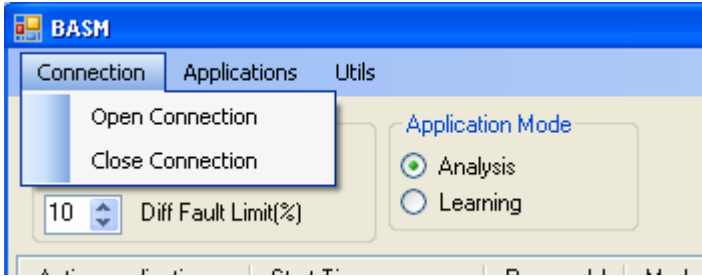 BASM
Connection Applications Utils
Open Connection
Close Connection
Application Mode
Analysis
Learning
10 Diff Fault Limit(%)